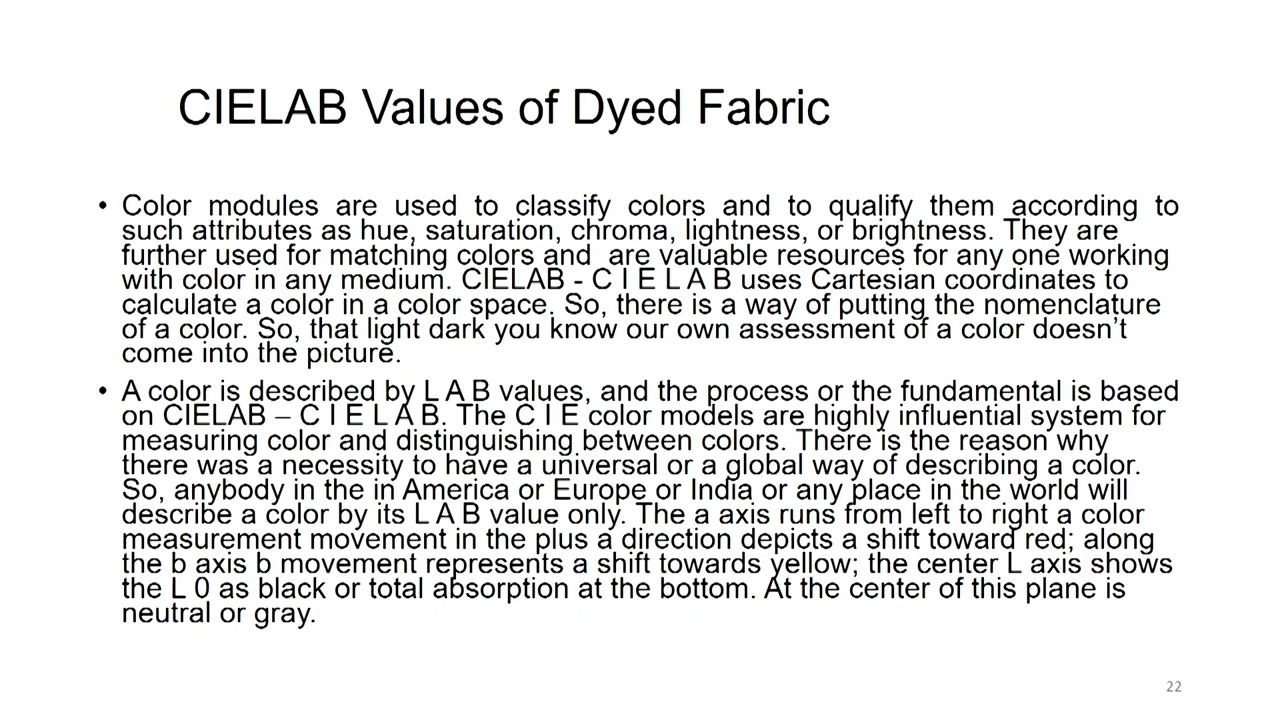 CIELAB Values of Dyed Fabric
• Color modules are used to classify colors and to qualify them according to
such attributes as hue, saturation, chroma, lightness, or brightness. They are
further used for matching colors and are valuable resources for any one working
with color in any medium. CIELAB - C I E L A B uses Cartesian coordinates to
calculate a color in a color space. So, there is a way of putting the nomenclature
of a color. So, that light dark you know our own assessment of a color doesn't
come into the picture.
• A color is described by L A B values, and the process or the fundamental is based
on CIELAB – C I E L A B. The C I E color models are highly influential system for
measuring color and distinguishing between colors. There is the reason why
there was a necessity to have a universal or a global way of describing a color.
So, anybody in the in America or Europe or India or any place in the world will
describe a color by its L A B value only. The a axis runs from left to right a color
measurement movement in the plus a direction depicts a shift toward red; along
the b axis b movement represents a shift towards yellow; the center L axis shows
the L 0 as black or total absorption at the bottom. At the center of this plane is
neutral or gray.
22